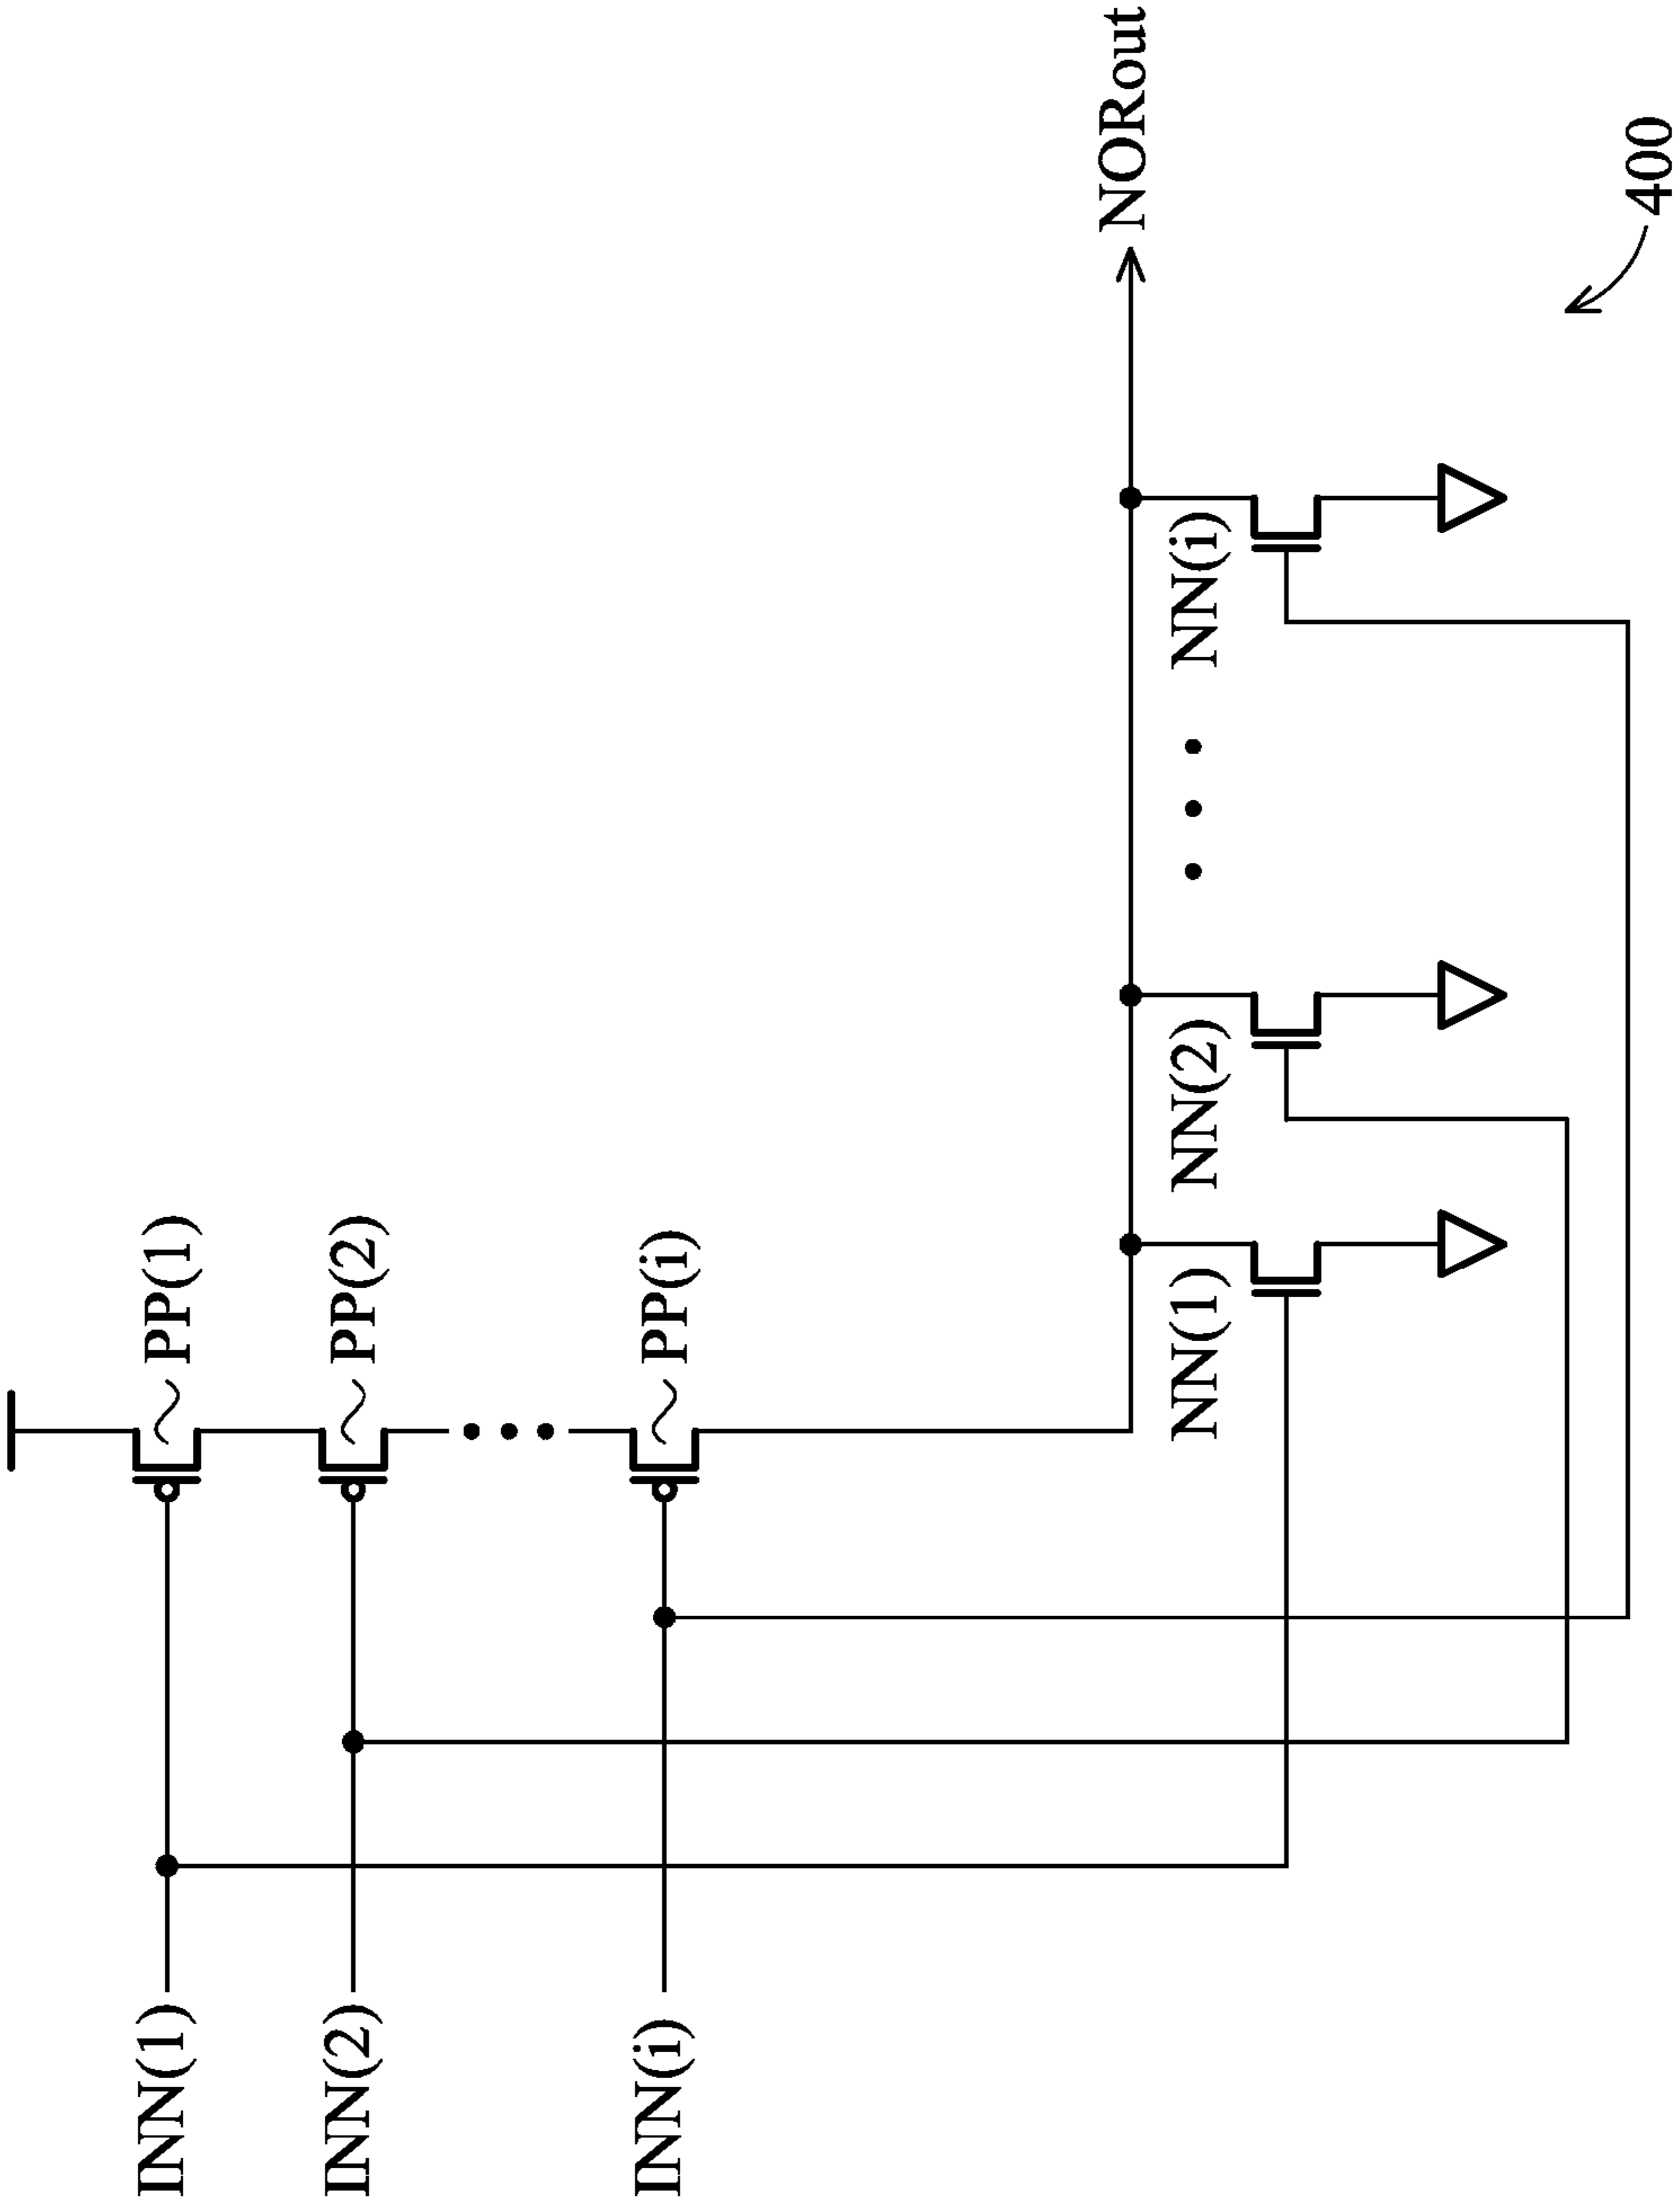 INN(1)
PP(1)
INN(2)
PP(2)
INN(i)
PP(i)
NORout
NN(1)
NN(2)
NN(i)
400